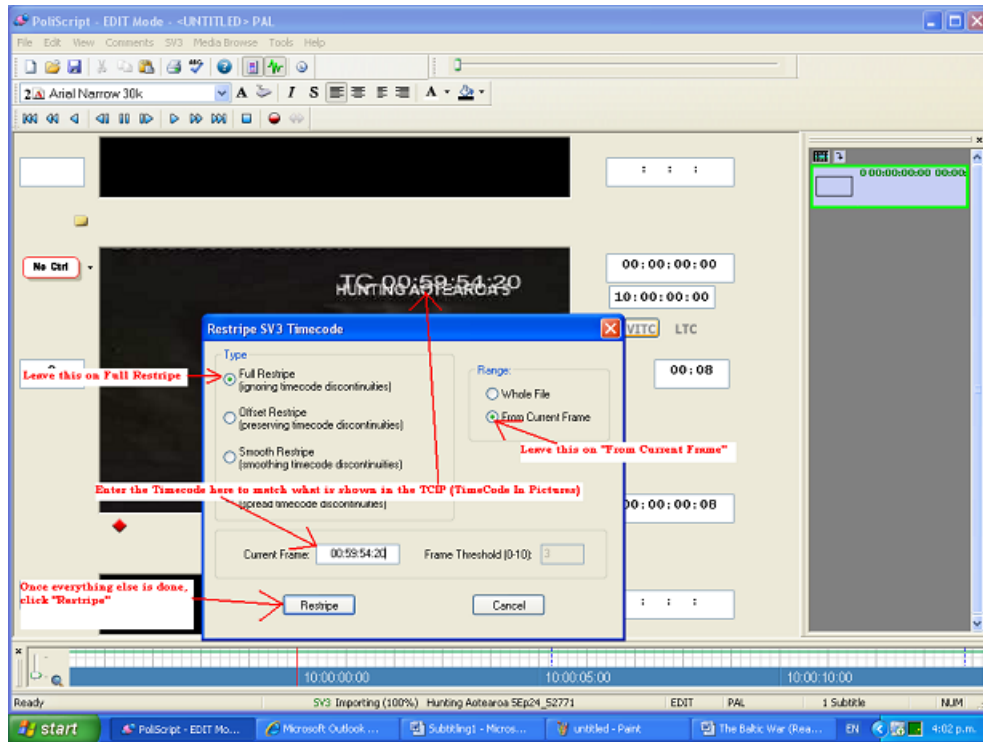 PoliScript - EDIT Mode - <UNTITLED> PAL
File Edit View Comments SV3 Media Browse Tools Help
2 Arial Narrow 30k
A I S A
: : :
0 00:00:00:00 00:00:
No Ctrl
TC 00:59:54:20
HUNTING AOTEAROA 5
00:00:00:00
10:00:00:00
VITC LTC
00:08
Restripe SV3 Timecode
Type
Full Restripe
(ignoring timecode discontinuities)
Offset Restripe
(preserving timecode discontinuities)
Smooth Restripe
(smoothing timecode discontinuities)
(spread timecode discontinuities)
Range:
Whole File
From Current Frame
Leave this on Full Restripe
Leave this on "From Current Frame"
Enter the Timecode here to match what is shown in the TCIP (TimeCode In Pictures)
00:00:00:08
Current Frame: 00:59:54:20
Frame Threshold (0-10): 3
Once everything else is done,
click "Restripe"
Restripe
Cancel
: : :
10:00:00:00 10:00:05:00 10:00:10:00
Ready SV3 Importing (100%) Hunting Aotearoa 5Ep24_52771 EDIT PAL 1 Subtitle NUM
start PoliScript - EDIT Mo... Microsoft Outlook ... Subtitling1 - Micros... untitled - Paint The Baltic War (Rea... EN 4:02 p.m.